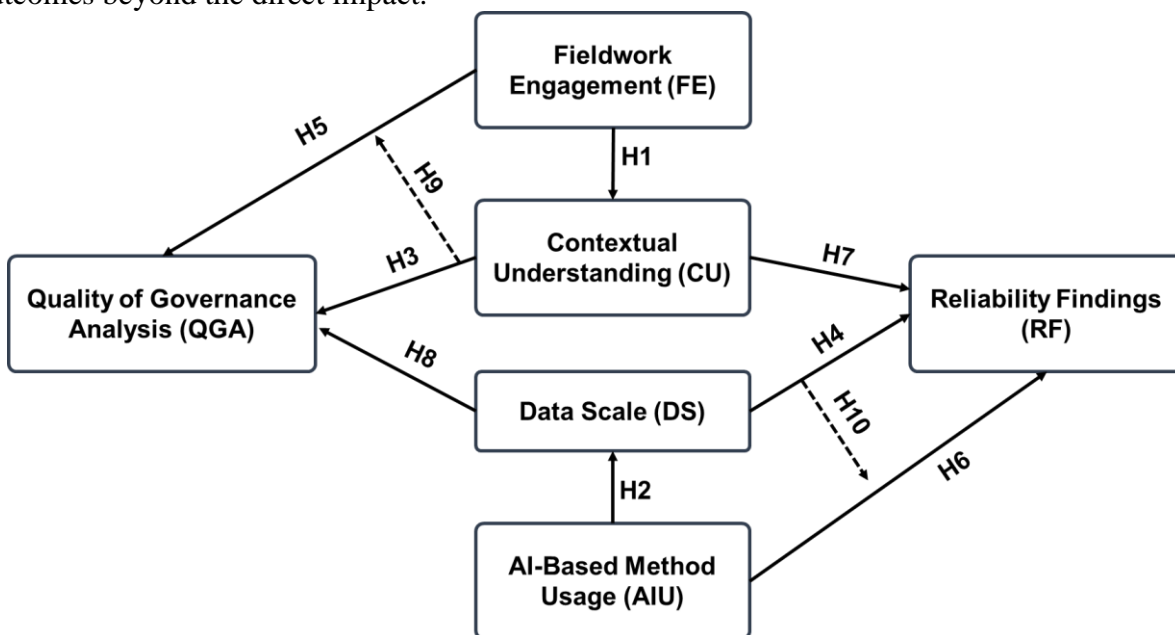 outcomes beyond the direct impact.
Fieldwork
Engagement (FE)
H5
H1
H9
Contextual
Understanding (CU)
H3
H7
Quality of Governance
Analysis (QGA)
Reliability Findings
(RF)
H8
H4
Data Scale (DS)
H10
H2
H6
AI-Based Method
Usage (AIU)